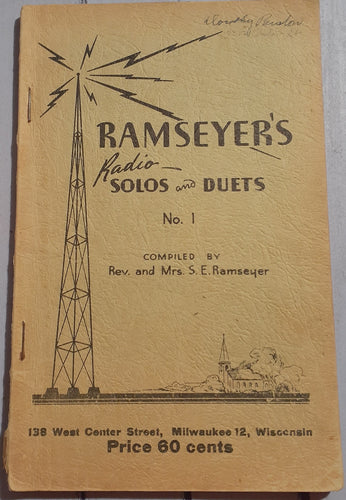 RAMSEYER'S
Radio
SOLOS and DUETS
No. 1
COMPILED BY
Rev. and Mrs. S. E. Ramseyer
138 West Center Street, Milwaukee 12, Wisconsin
Price 60 cents